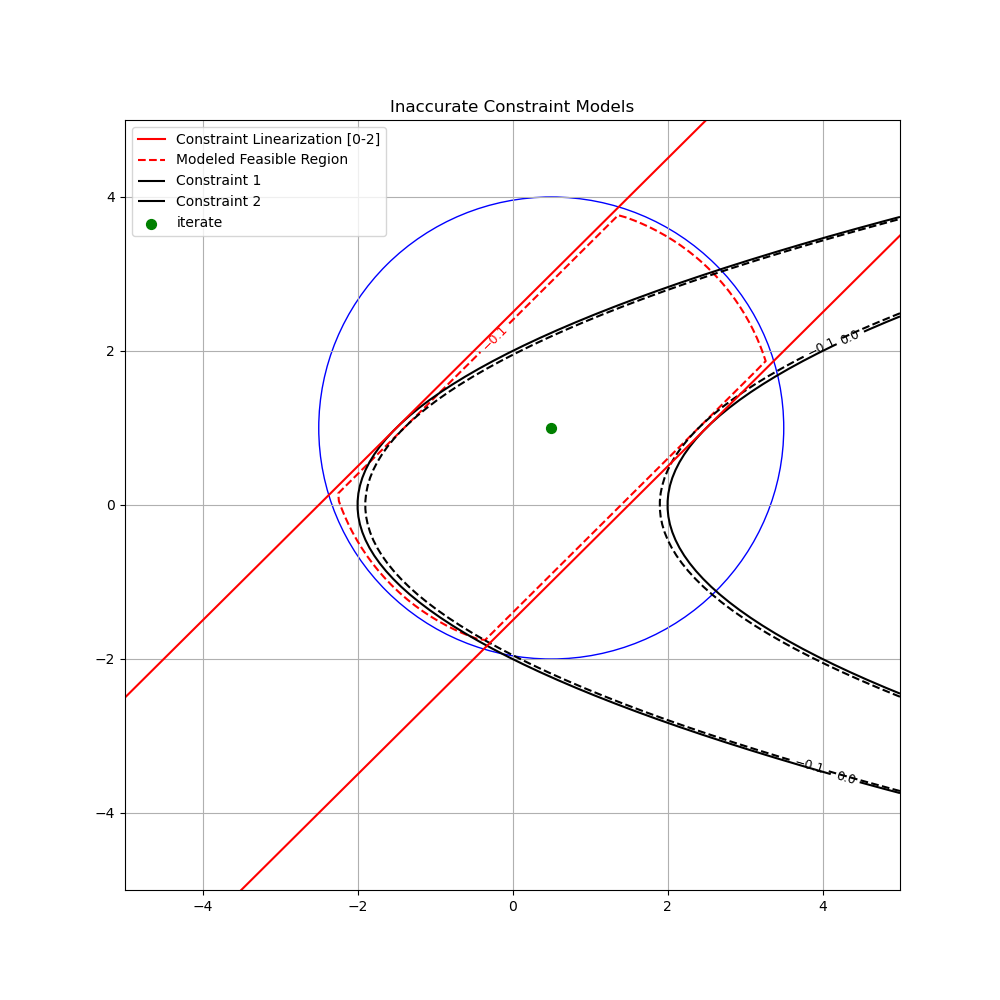 Inaccurate Constraint Models
Constraint Linearization [0-2]
Modeled Feasible Region
Constraint 1
Constraint 2
iterate
4
2
0
−2
−4
−0.1
−0.1 0.0
−0.1 0.0
−4 −2 0 2 4